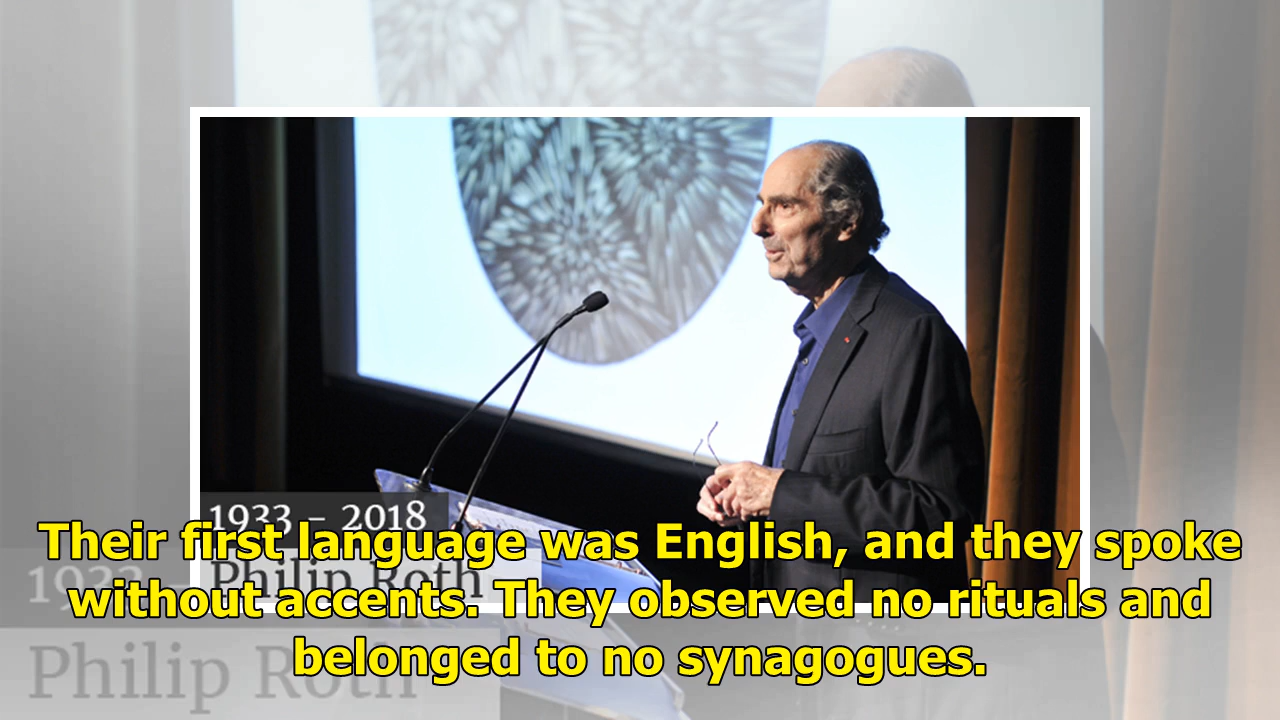 1933 - 2018
Philip Roth
Their first language was English, and they spoke
without accents. They observed no rituals and
belonged to no synagogues.
1933 -
Philip Roth